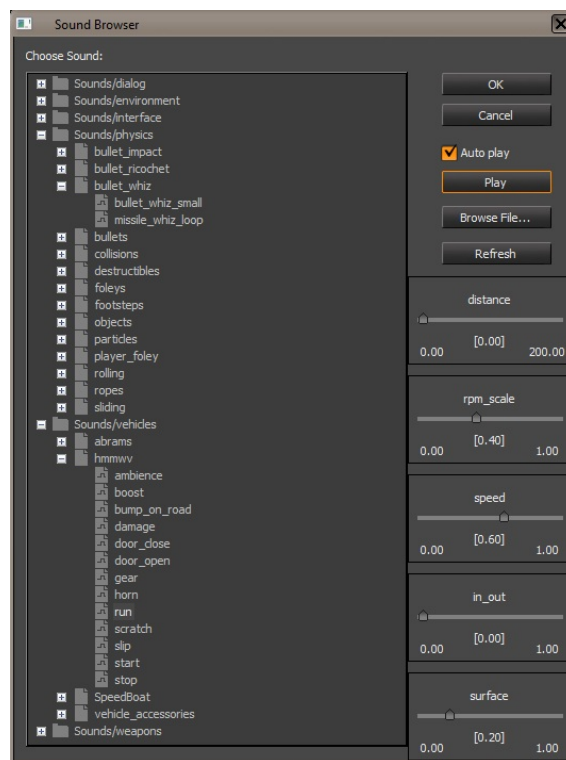 Sound Browser
Choose Sound:
Sounds/dialog
Sounds/environment
Sounds/interface
Sounds/physics
bullet_impact
bullet_ricochet
bullet_whiz
bullet_whiz_small
missile_whiz_loop
bullets
collisions
destructibles
foleys
footsteps
objects
particles
player_foley
rolling
ropes
sliding
Sounds/vehicles
abrams
hmmwv
ambience
boost
bump_on_road
damage
door_close
door_open
gear
horn
run
scratch
slip
start
stop
SpeedBoat
vehicle_accessories
Sounds/weapons
OK
Cancel
Auto play
Play
Browse File...
Refresh
distance
[0.00]
0.00 200.00
rpm_scale
[0.40]
0.00 1.00
speed
[0.60]
0.00 1.00
in_out
[0.00]
0.00 1.00
surface
[0.20]
0.00 1.00